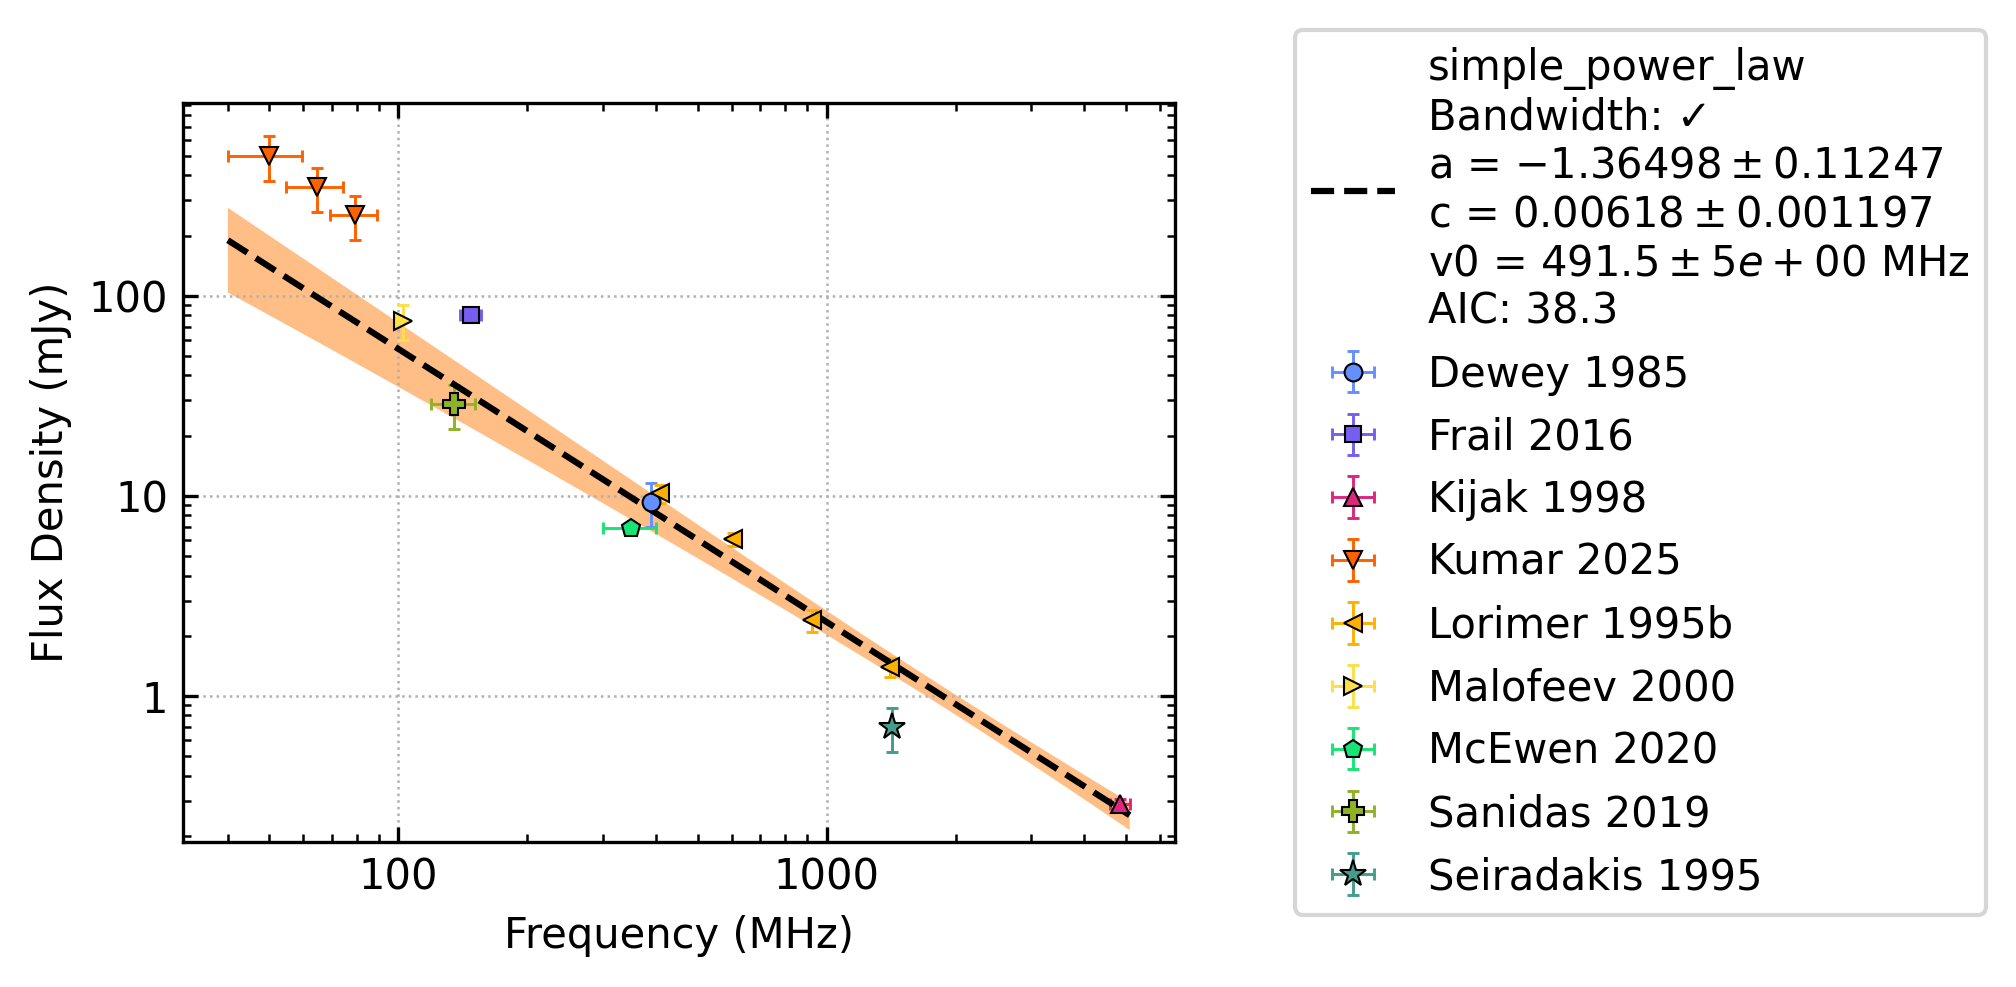 simple_power_law
Bandwidth: ✓
a = −1.36498 ± 0.11247
c = 0.00618 ± 0.001197
v0 = 491.5 ± 5e + 00 MHz
AIC: 38.3
Dewey 1985
Frail 2016
Kijak 1998
Kumar 2025
Lorimer 1995b
Malofeev 2000
McEwen 2020
Sanidas 2019
Seiradakis 1995
Flux Density (mJy)
100
10
1
100
1000
Frequency (MHz)